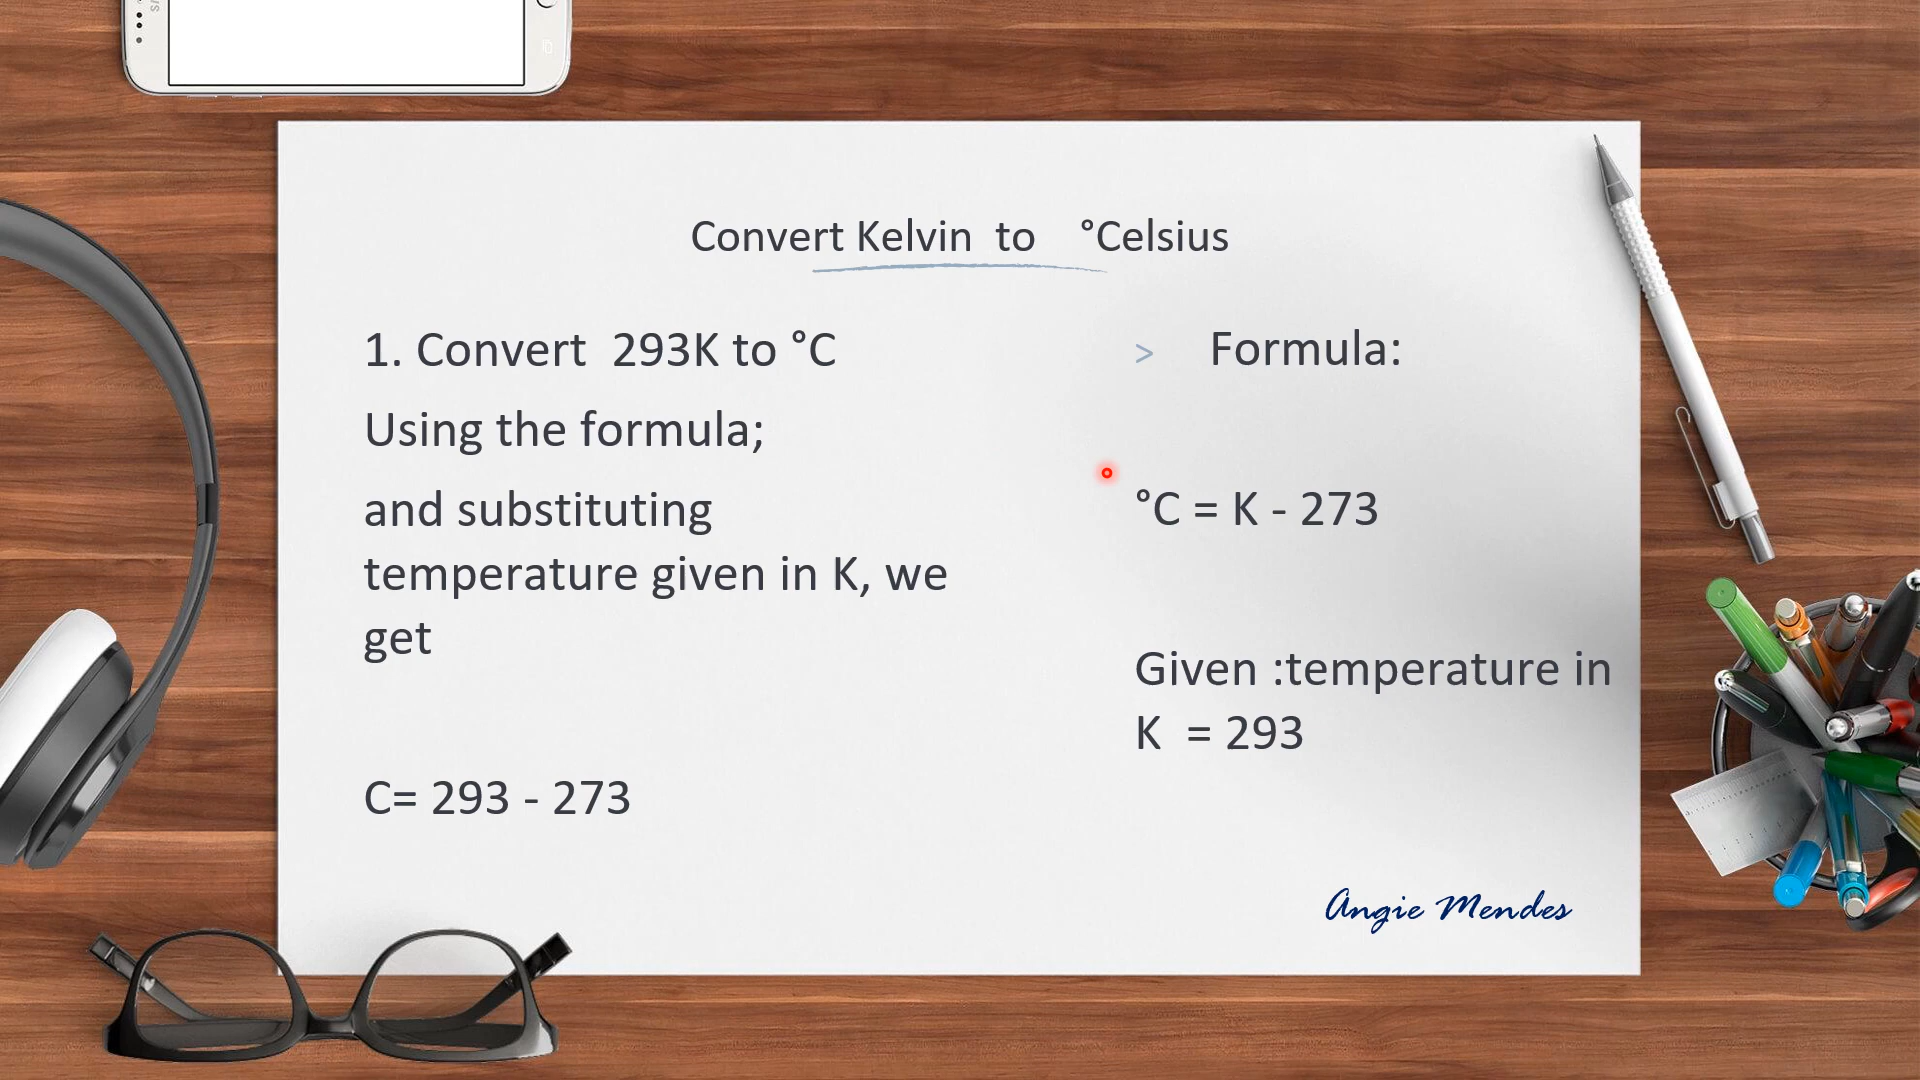 Convert Kelvin to °Celsius
1. Convert 293K to °C
Using the formula;
and substituting
temperature given in K, we
get
C= 293 - 273
> Formula:
°C = K - 273
Given :temperature in
K = 293
Angie Mendes